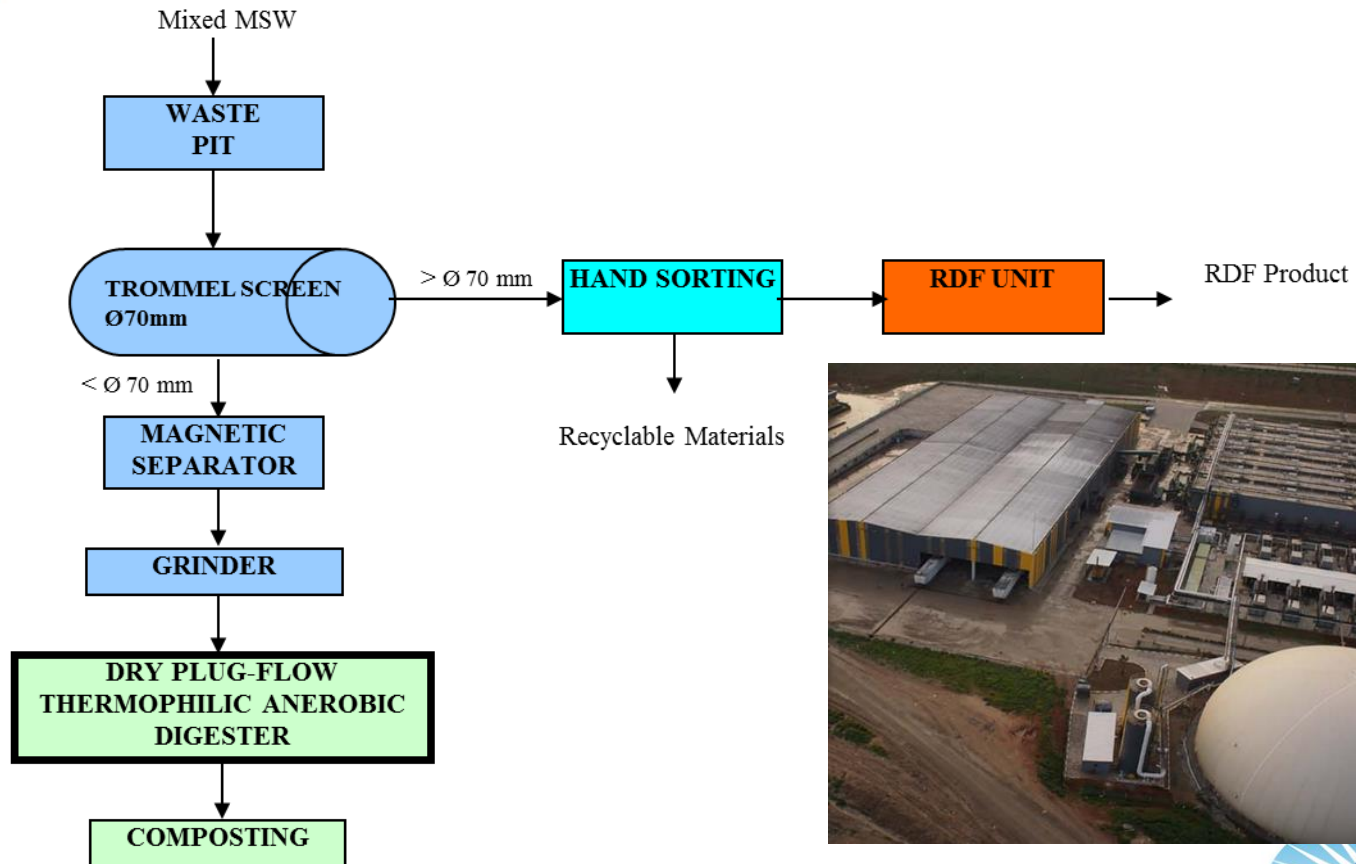 Mixed MSW
WASTE
PIT
TROMMEL SCREEN
Ø70mm
> Ø 70 mm
HAND SORTING
RDF UNIT
RDF Product
< Ø 70 mm
Recyclable Materials
MAGNETIC
SEPARATOR
GRINDER
DRY PLUG-FLOW
THERMOPHILIC ANEROBIC
DIGESTER
COMPOSTING